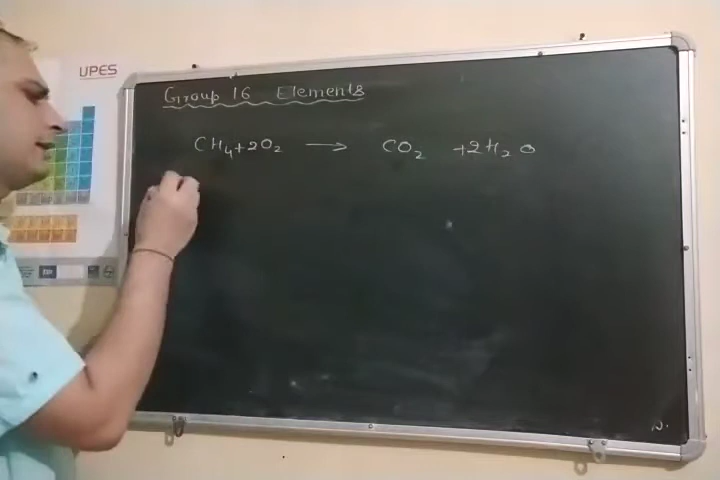 UPES
Group 16 Elements
CH₄+2O₂ → CO₂ +2H₂O